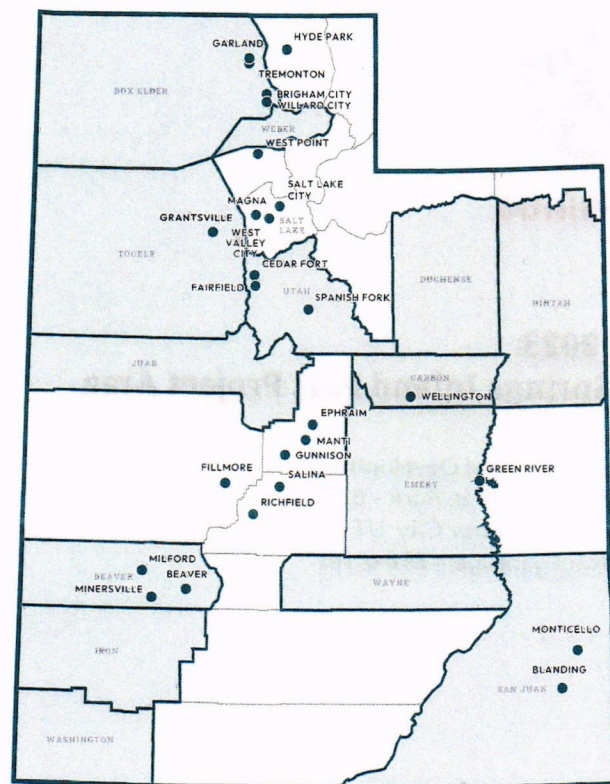 HYDE PARK
GARLAND
TREMONTON
BOX ELDER
BRIGHAM CITY
WILLARD CITY
WEBER
WEST POINT
SALT LAKE
CITY
MAGNA
GRANTSVILLE
WEST
VALLEY
CITY
SALT
LAKE
TOOELE
CEDAR FORT
FAIRFIELD
UTAH
SPANISH FORK
DUCHESNE
UINTAH
JUAB
CARBON
WELLINGTON
EPHRAIM
MANTI
GUNNISON
FILLMORE
SALINA
EMERY
GREEN RIVER
RICHFIELD
MILFORD
BEAVER
BEAVER
MINERSVILLE
WAYNE
IRON
MONTICELLO
BLANDING
SAN JUAN
WASHINGTON